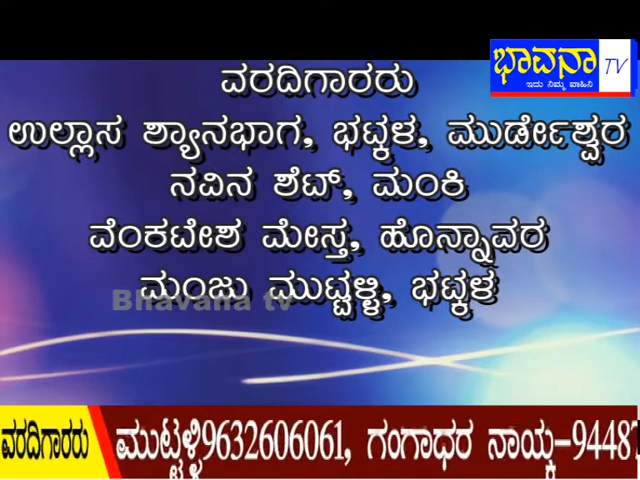 ಭಾವನಾ TV
ಇದು ನಿಮ್ಮ ವಾಹಿನಿ
ವರದಿಗಾರರು
ಉಲ್ಲಾಸ ಶ್ಯಾನಭಾಗ, ಭಟ್ಕಳ, ಮುರ್ಡೇಶ್ವರ
ನವಿನ ಶೆಟ್, ಮಂಕಿ
ವೆಂಕಟೇಶ ಮೇಸ್ತ, ಹೊನ್ನಾವರ
ಮಂಜು ಮುಟ್ಟಳ್ಳಿ, ಭಟ್ಕಳ
Bhavana tv
ವರದಿಗಾರರು ಮುಟ್ಟಳ್ಳಿ9632606061, ಗಂಗಾಧರ ನಾಯ್ಕ-9448